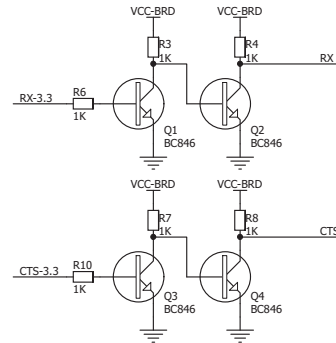 VCC-BRD VCC-BRD
R3 R4
1K 1K RX
RX-3.3 R6
1K
Q1 Q2
BC846 BC846
VCC-BRD VCC-BRD
R7 R8
1K 1K CTS
CTS-3.3 R10
1K
Q3 Q4
BC846 BC846